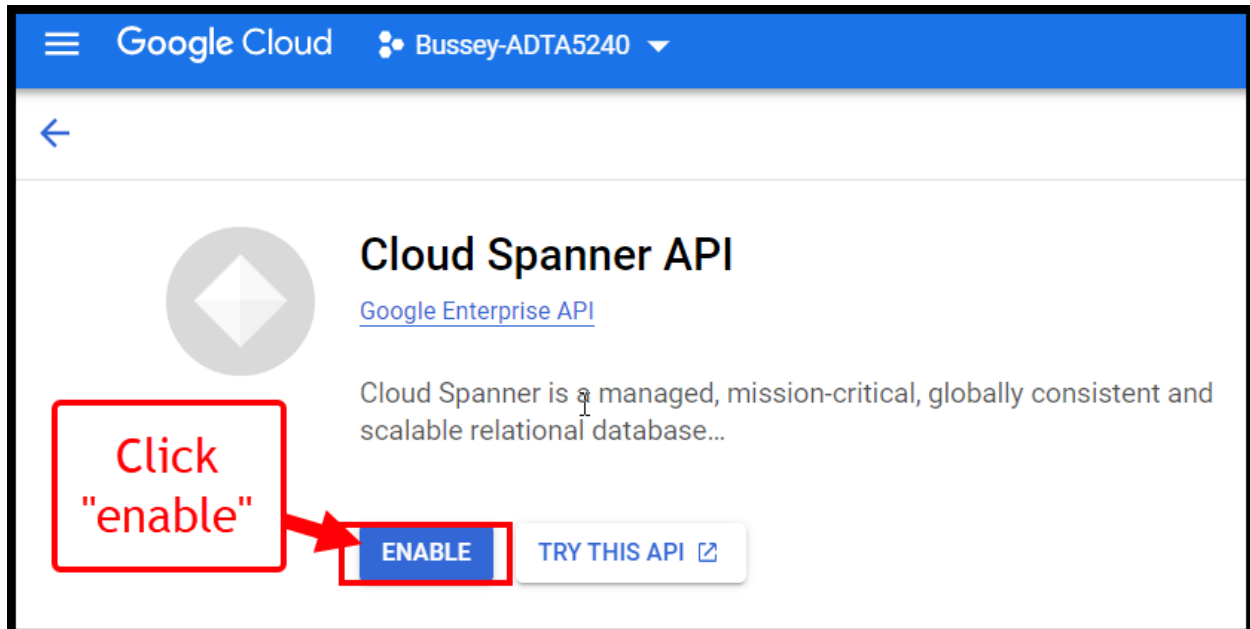 Google Cloud Bussey-ADTA5240
Cloud Spanner API
Google Enterprise API
Cloud Spanner is a managed, mission-critical, globally consistent and
scalable relational database...
Click
"enable"
ENABLE TRY THIS API